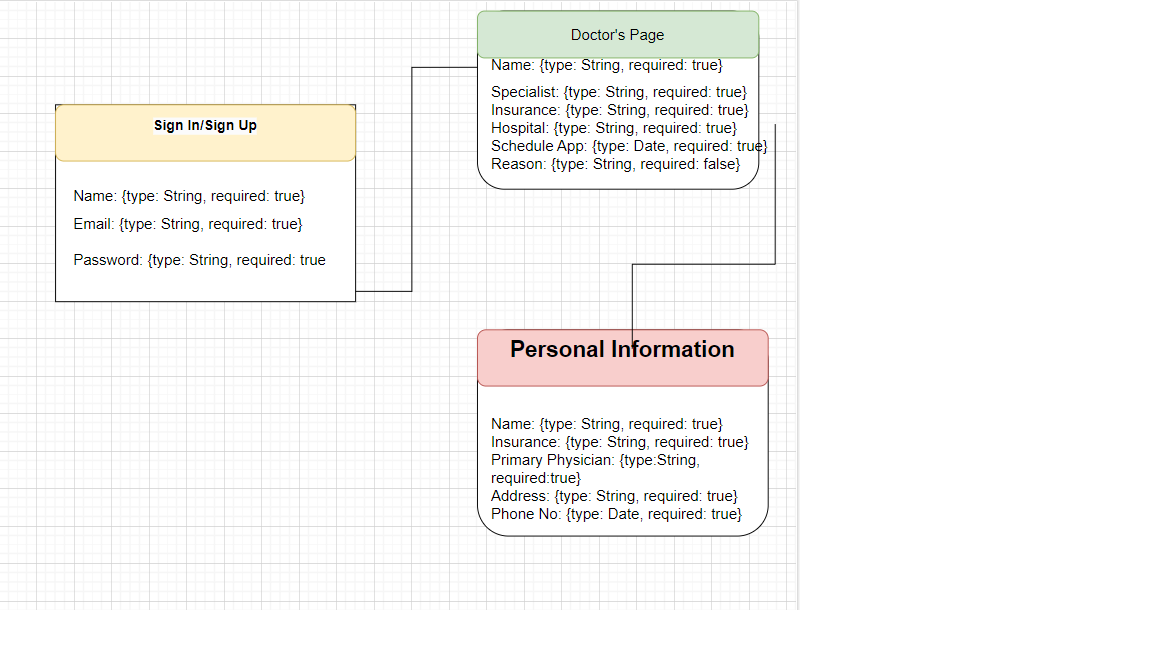 Doctor's Page
Name: {type: String, required: true}
Specialist: {type: String, required: true}
Insurance: {type: String, required: true}
Hospital: {type: String, required: true}
Schedule App: {type: Date, required: true}
Reason: {type: String, required: false}
Sign In/Sign Up
Name: {type: String, required: true}
Email: {type: String, required: true}
Password: {type: String, required: true
Personal Information
Name: {type: String, required: true}
Insurance: {type: String, required: true}
Primary Physician: {type:String,
required:true}
Address: {type: String, required: true}
Phone No: {type: Date, required: true}